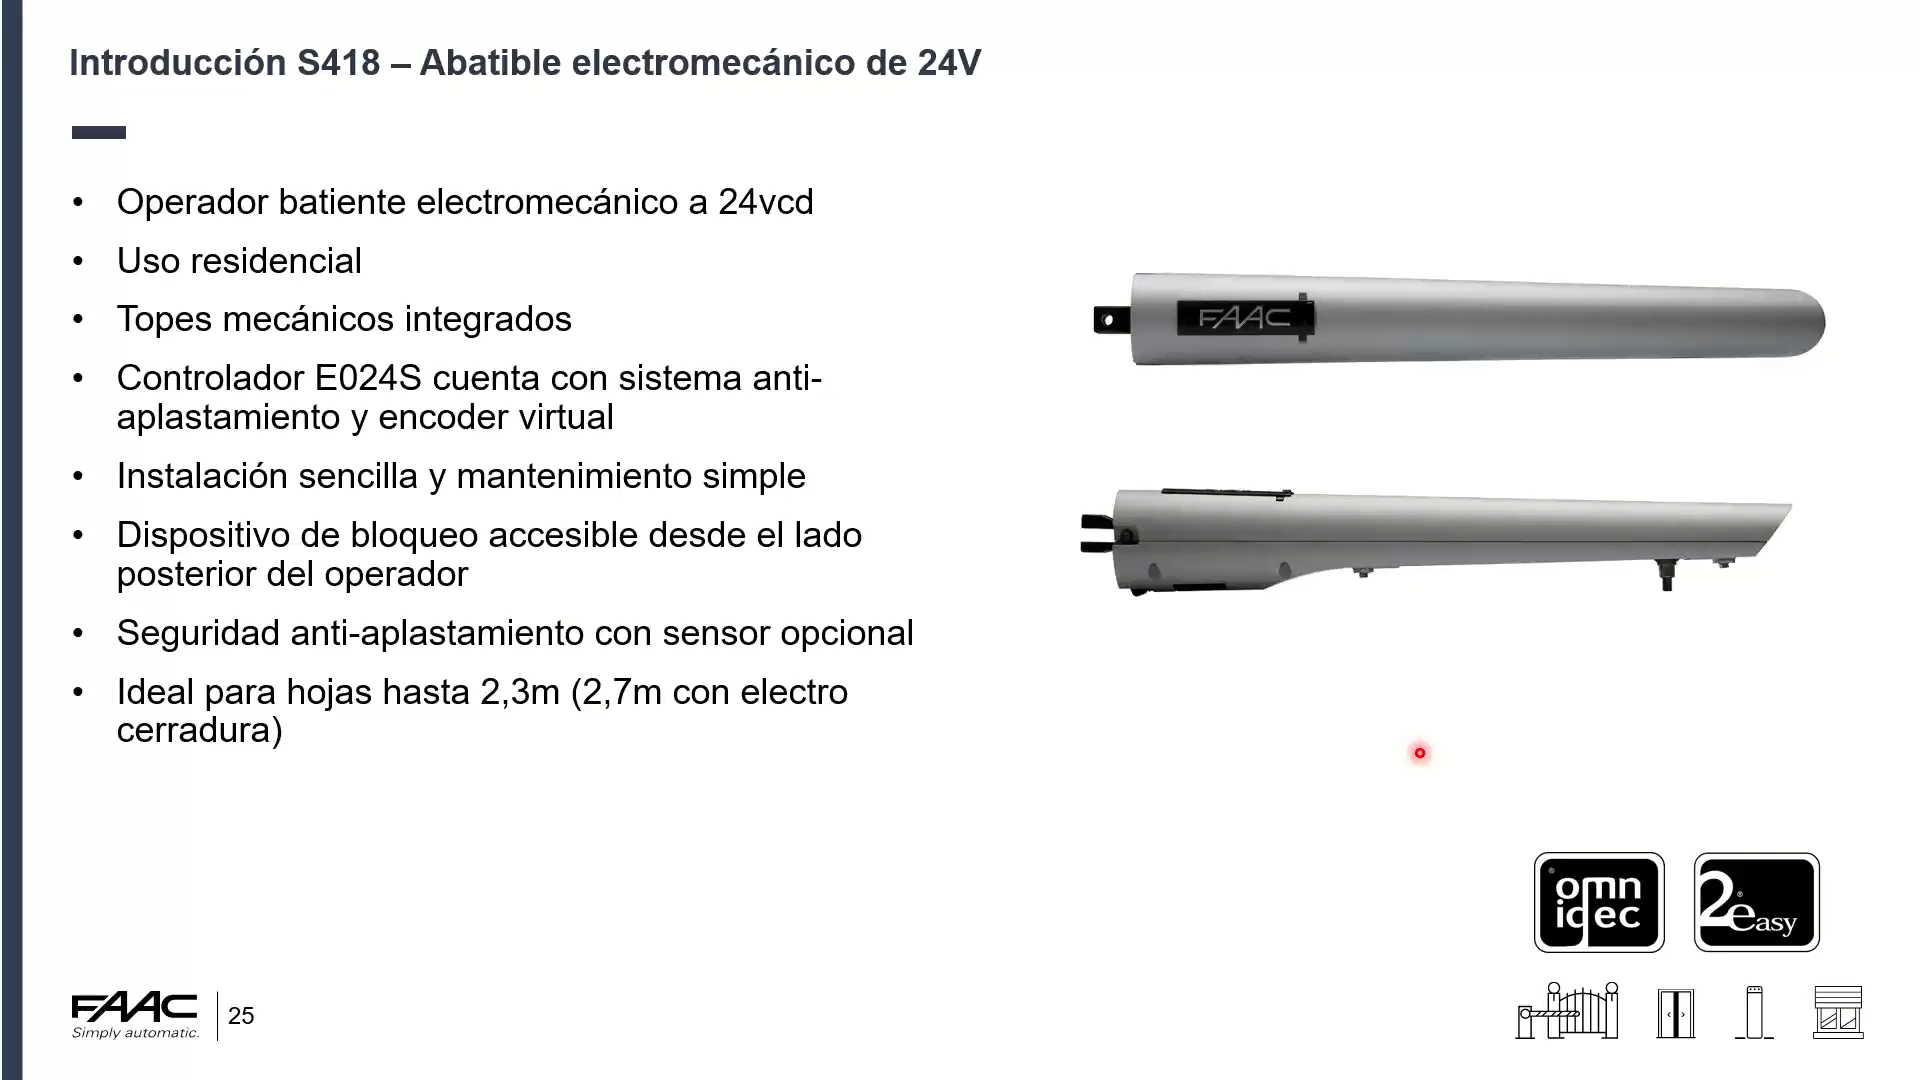 Introducción S418 – Abatible electromecánico de 24V
• Operador batiente electromecánico a 24vcd
• Uso residencial
• Topes mecánicos integrados
• Controlador E024S cuenta con sistema anti-
aplastamiento y encoder virtual
• Instalación sencilla y mantenimiento simple
• Dispositivo de bloqueo accesible desde el lado
posterior del operador
• Seguridad anti-aplastamiento con sensor opcional
• Ideal para hojas hasta 2,3m (2,7m con electro
cerradura)
FAAC
omn
idec
®
2easy
®
FAAC
Simply automatic.
25